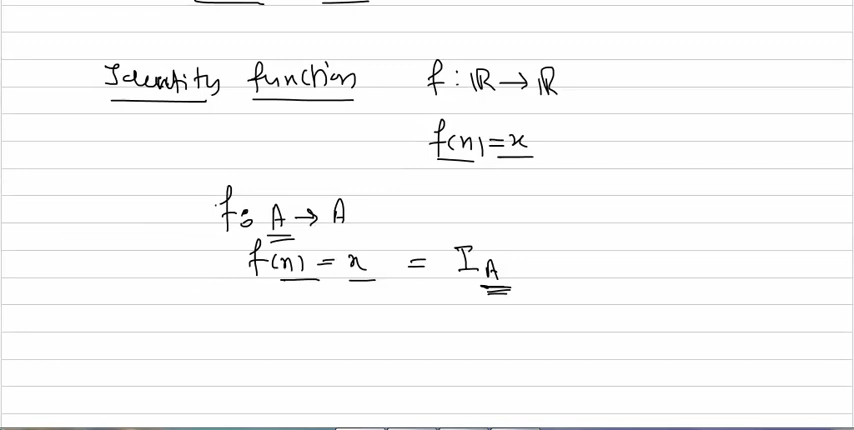 Identity function f : ℝ → ℝ
f(x) = x
f : A → A
f(x) = x = I_A